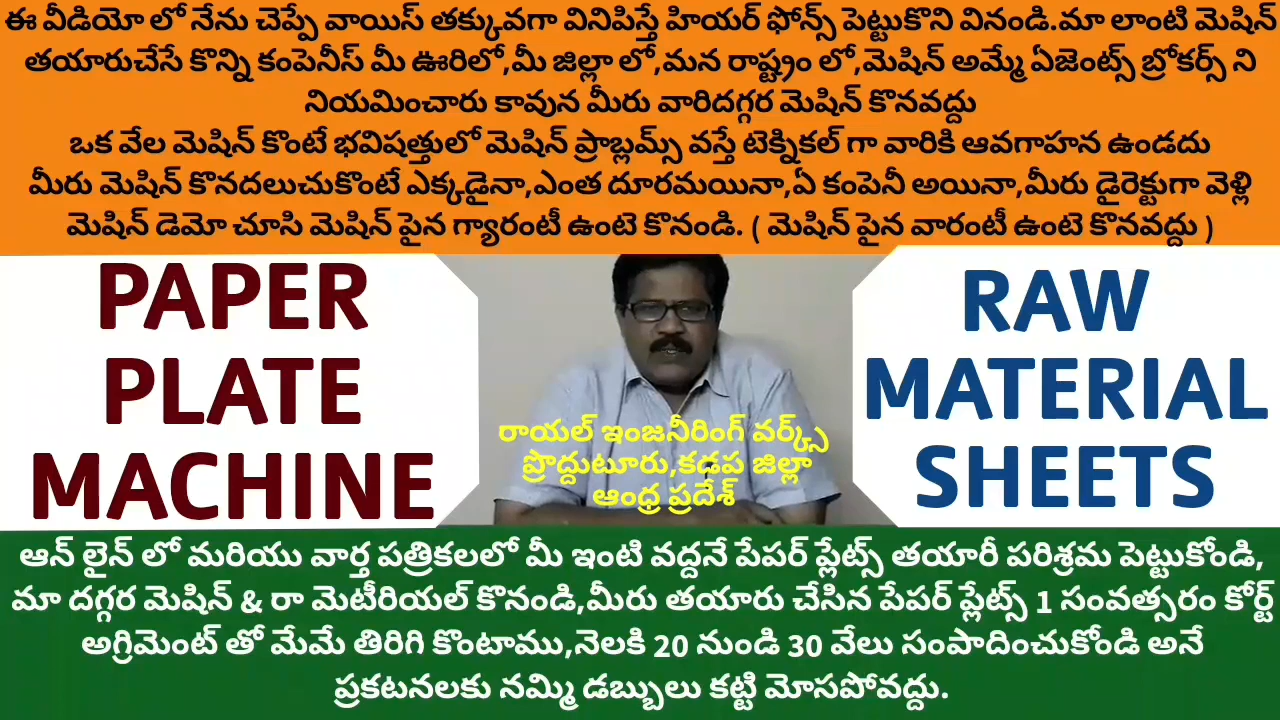 ఈ వీడియో లో నేను చెప్పే వాయిస్ తక్కువగా వినిపిస్తే హియర్ ఫోన్స్ పెట్టుకొని వినండి.మా లాంటి మెషిన్
తయారుచేసే కొన్ని కంపెనీస్ మీ ఊరిలో,మీ జిల్లా లో,మన రాష్ట్రం లో,మెషిన్ అమ్మే ఏజెంట్స్ బ్రోకర్స్ ని
నియమించారు కావున మీరు వారిదగ్గర మెషిన్ కొనవద్దు
ఒక వేల మెషిన్ కొంటే భవిషత్తులో మెషిన్ ప్రాబ్లమ్స్ వస్తే టెక్నికల్ గా వారికి ఆవగాహన ఉండదు
మీరు మెషిన్ కొనదలుచుకొంటే ఎక్కడైనా,ఎంత దూరమయినా,ఏ కంపెనీ అయినా,మీరు డైరెక్టుగా వెళ్లి
మెషిన్ డెమో చూసి మెషిన్ పైన గ్యారంటీ ఉంటె కొనండి. ( మెషిన్ పైన వారంటీ ఉంటె కొనవద్దు )
PAPER
PLATE
MACHINE
రాయల్ ఇంజనీరింగ్ వర్క్స్
ప్రొద్దుటూరు,కడప జిల్లా
ఆంధ్ర ప్రదేశ్
RAW
MATERIAL
SHEETS
ఆన్ లైన్ లో మరియు వార్త పత్రికలలో మీ ఇంటి వద్దనే పేపర్ ప్లేట్స్ తయారీ పరిశ్రమ పెట్టుకోండి,
మా దగ్గర మెషిన్ & రా మెటీరియల్ కొనండి,మీరు తయారు చేసిన పేపర్ ప్లేట్స్ 1 సంవత్సరం కోర్ట్
అగ్రిమెంట్ తో మేమే తిరిగి కొంటాము,నెలకి 20 నుండి 30 వేలు సంపాదించుకోండి అనే
ప్రకటనలకు నమ్మి డబ్బులు కట్టి మోసపోవద్దు.